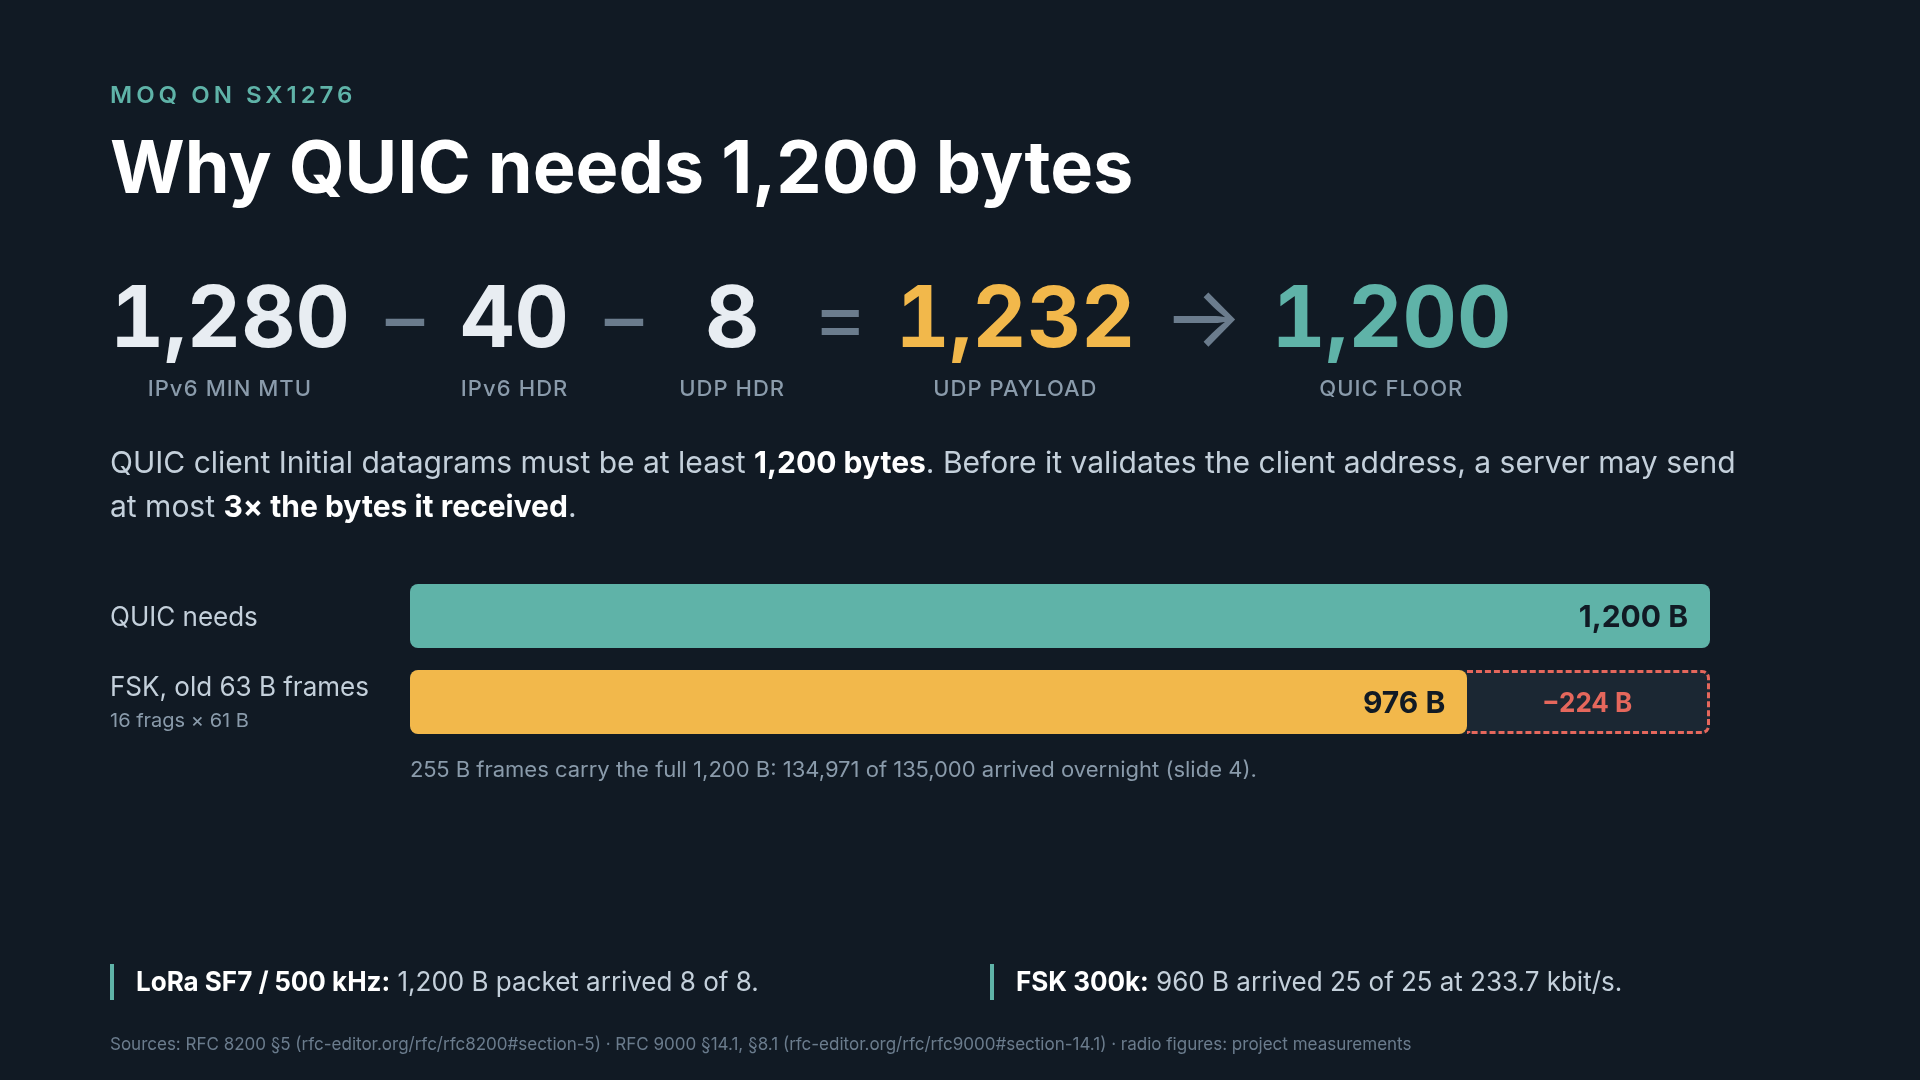 MOQ ON SX1276
Why QUIC needs 1,200 bytes
1,280 − 40 − 8 = 1,232 → 1,200
IPv6 MIN MTU IPv6 HDR UDP HDR UDP PAYLOAD QUIC FLOOR
QUIC client Initial datagrams must be at least 1,200 bytes. Before it validates the client address, a server may send
at most 3× the bytes it received.
QUIC needs 1,200 B
FSK, old 63 B frames
16 frags × 61 B
976 B −224 B
255 B frames carry the full 1,200 B: 134,971 of 135,000 arrived overnight (slide 4).
LoRa SF7 / 500 kHz: 1,200 B packet arrived 8 of 8.
FSK 300k: 960 B arrived 25 of 25 at 233.7 kbit/s.
Sources: RFC 8200 §5 (rfc-editor.org/rfc/rfc8200#section-5) · RFC 9000 §14.1, §8.1 (rfc-editor.org/rfc/rfc9000#section-14.1) · radio figures: project measurements